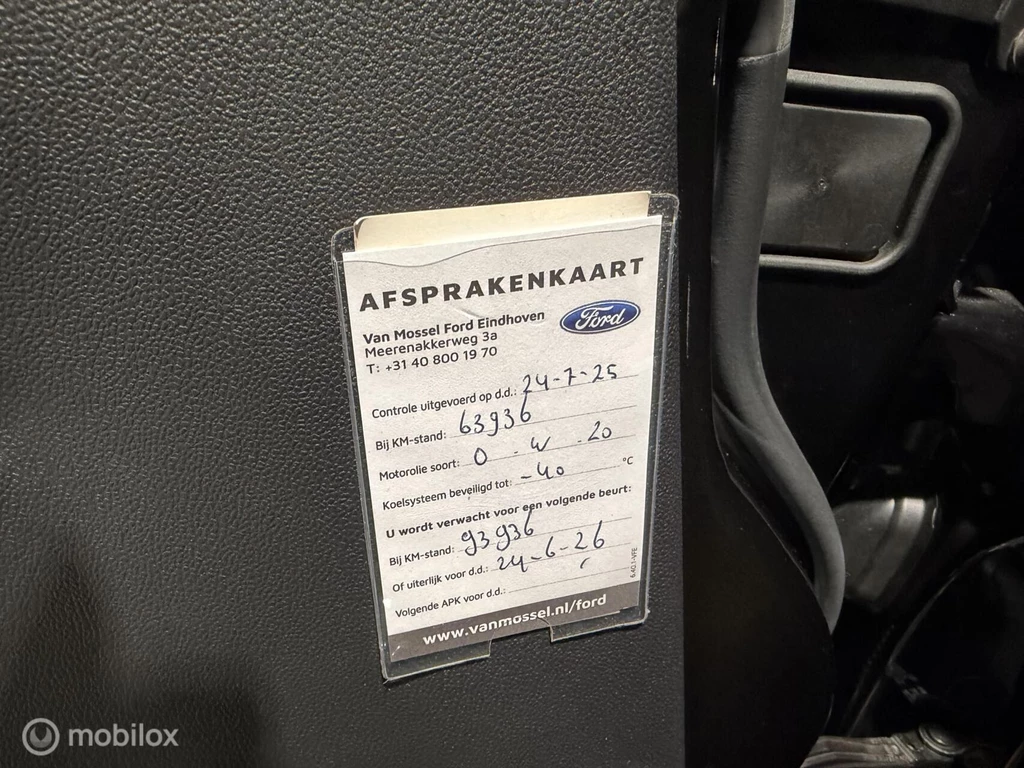 AFSPRAKENKAART
Van Mossel Ford Eindhoven
Meerenakkerweg 3a
T: +31 40 800 19 70
Ford
Controle uitgevoerd op d.d.: 24-7-25
Bij KM-stand: 63936
Motorolie soort: 0 - W - 20
Koelsysteem beveiligd tot: -40 °C
U wordt verwacht voor een volgende beurt:
Bij KM-stand: 93936
Of uiterlijk voor d.d.: 24-6-26
Volgende APK voor d.d.:
www.vanmossel.nl/ford
mobilox